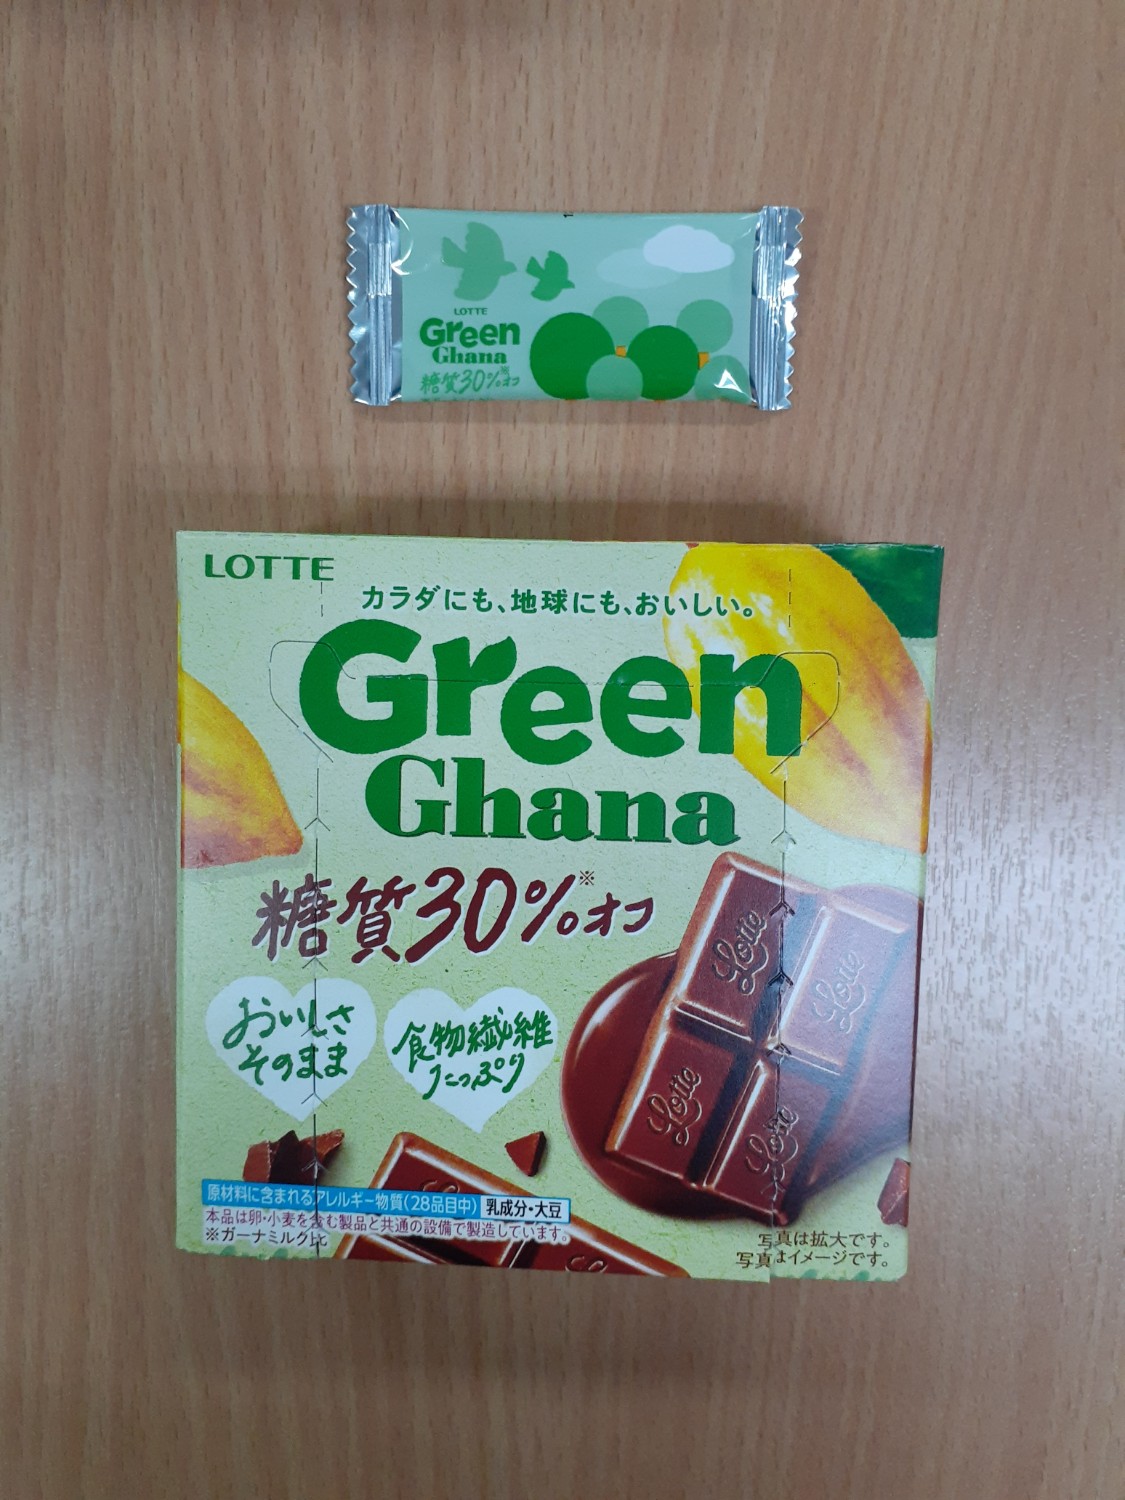 LOTTE
Green
Ghana
糖質30%※オフ
LOTTE
カラダにも、地球にも、おいしい。
Green
Ghana
糖質30%※オフ
おいしさ
そのまま
食物繊維
たっぷり
Lotte
Lotte
Lotte
Lotte
原材料に含まれるアレルギー物質(28品目中) 乳成分・大豆
本品は卵・小麦を含む製品と共通の設備で製造しています。
※ガーナミルク比
写真は拡大です。
写真はイメージです。